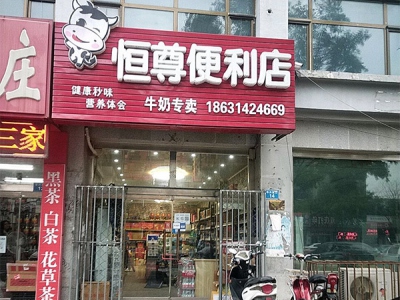 恒尊便利店
健康秒味
营养体会
牛奶专卖 18631424669
庄
三家
黑茶 白茶 花草茶